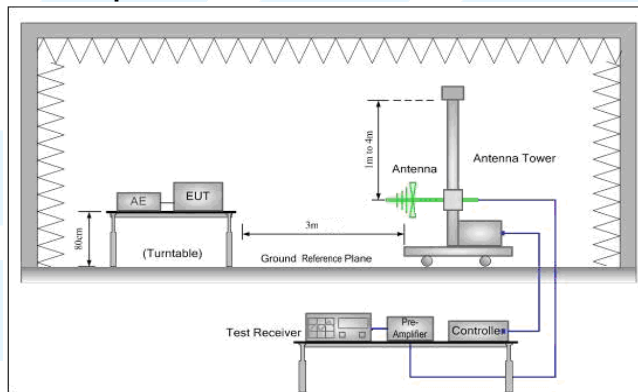 1m to 4m
Antenna
Antenna Tower
AE
EUT
80cm
(Turntable)
3m
Ground Reference Plane
Test Receiver
Pre-
Amplifier
Controller